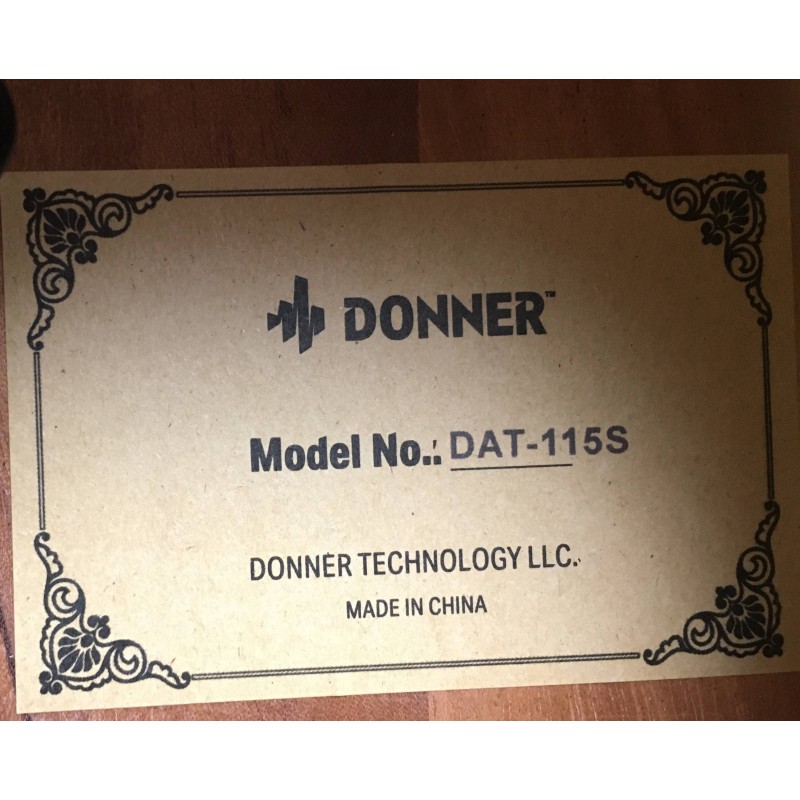 DONNER™
Model No.: DAT-115S
DONNER TECHNOLOGY LLC.
MADE IN CHINA